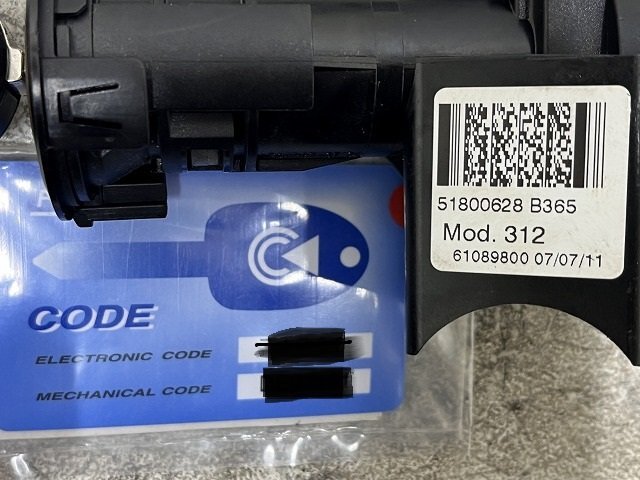 51800628 B365
Mod. 312
61089800 07/07/11
CODE
ELECTRONIC CODE
MECHANICAL CODE